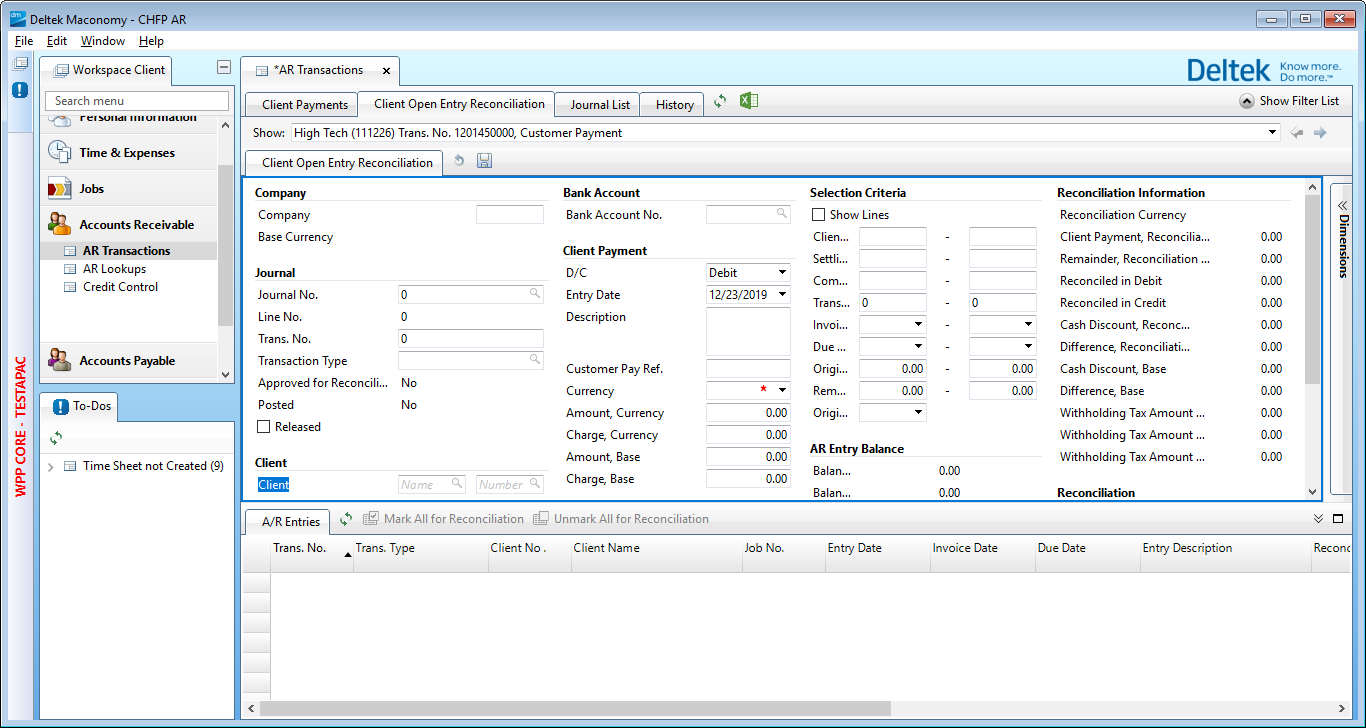 Deltek Maconomy - CHFP AR
File Edit Window Help
Workspace Client
Search menu
Personal Information
Time & Expenses
Jobs
Accounts Receivable
AR Transactions
AR Lookups
Credit Control
Accounts Payable
To-Dos
Time Sheet not Created (9)
WPP CORE - TESTAPAC
*AR Transactions
Deltek Know more.
Do more.™
Client Payments Client Open Entry Reconciliation Journal List History
Show Filter List
Show: High Tech (111226) Trans. No. 1201450000, Customer Payment
Client Open Entry Reconciliation
Company
Company
Base Currency
Journal
Journal No. 0
Line No. 0
Trans. No. 0
Transaction Type
Approved for Reconcili... No
Posted No
Released
Client
Client Name Number
Bank Account
Bank Account No.
Client Payment
D/C Debit
Entry Date 12/23/2019
Description
Customer Pay Ref.
Currency *
Amount, Currency 0.00
Charge, Currency 0.00
Amount, Base 0.00
Charge, Base 0.00
Selection Criteria
Show Lines
Clien... -
Settli... -
Com... -
Trans... 0 - 0
Invoi... -
Due ... -
Origi... 0.00 - 0.00
Rem... 0.00 - 0.00
Origi...
AR Entry Balance
Balan... 0.00
Balan... 0.00
Reconciliation Information
Reconciliation Currency
Client Payment, Reconcilia... 0.00
Remainder, Reconciliation ... 0.00
Reconciled in Debit 0.00
Reconciled in Credit 0.00
Cash Discount, Reconc... 0.00
Difference, Reconciliati... 0.00
Cash Discount, Base 0.00
Difference, Base 0.00
Withholding Tax Amount ... 0.00
Withholding Tax Amount ... 0.00
Withholding Tax Amount ... 0.00
Reconciliation
Dimensions
A/R Entries Mark All for Reconciliation Unmark All for Reconciliation
Trans. No. Trans. Type Client No . Client Name Job No. Entry Date Invoice Date Due Date Entry Description Reconc